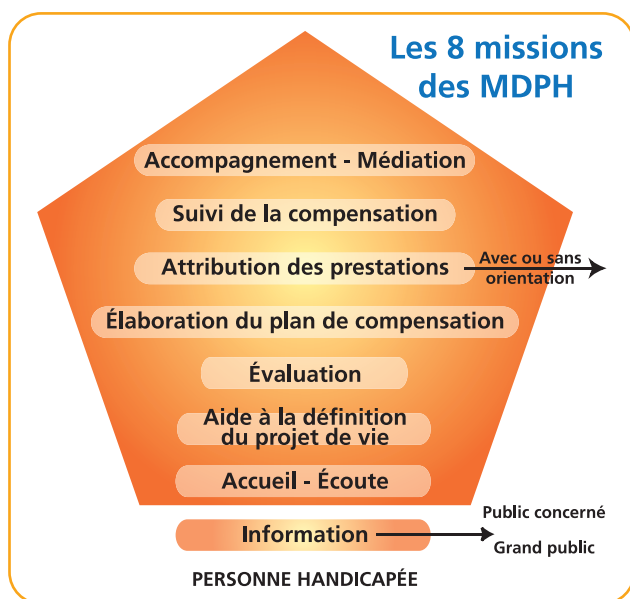 Les 8 missions
des MDPH
Accompagnement - Médiation
Suivi de la compensation
Attribution des prestations
Avec ou sans
orientation
Élaboration du plan de compensation
Évaluation
Aide à la définition
du projet de vie
Accueil - Écoute
Information
Public concerné
Grand public
PERSONNE HANDICAPÉE